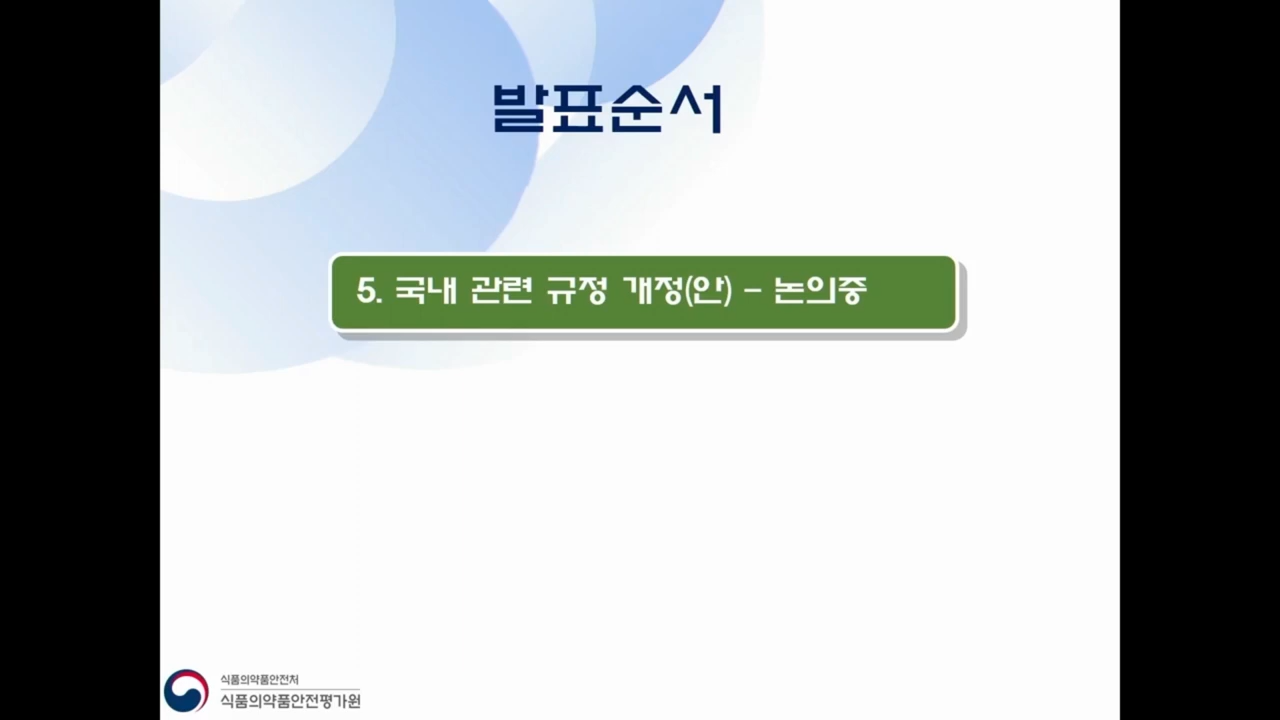 발표순서
5. 국내 관련 규정 개정(안) – 논의중
식품의약품안전처
식품의약품안전평가원